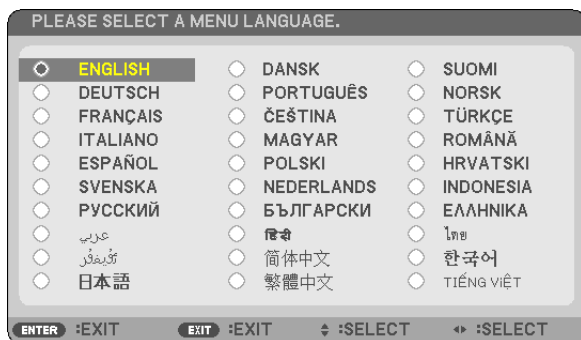 PLEASE SELECT A MENU LANGUAGE.
ENGLISH DANSK SUOMI
DEUTSCH PORTUGUÊS NORSK
FRANÇAIS ČEŠTINA TÜRKÇE
ITALIANO MAGYAR ROMÂNĂ
ESPAÑOL POLSKI HRVATSKI
SVENSKA NEDERLANDS INDONESIA
РУССКИЙ БЪЛГАРСКИ ΕΛΛΗΝΙΚΑ
عربي हिंदी ไทย
简体中文 한국어
日本語 繁體中文 TIẾNG VIỆT
ENTER :EXIT EXIT :EXIT :SELECT :SELECT